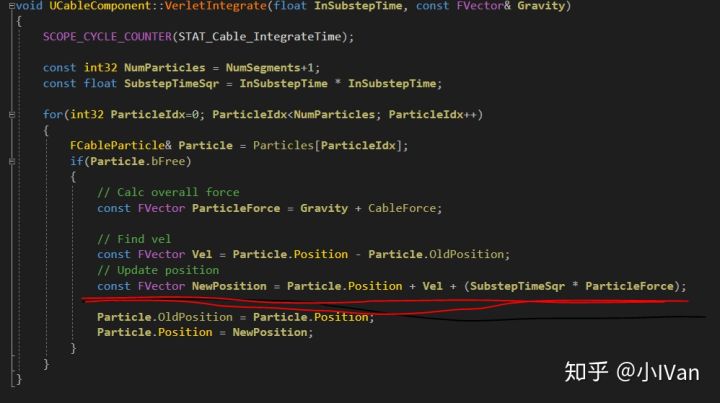 void UCableComponent::VerletIntegrate(float InSubstepTime, const FVector& Gravity)
{
SCOPE_CYCLE_COUNTER(STAT_Cable_IntegrateTime);
const int32 NumParticles = NumSegments+1;
const float SubstepTimeSqr = InSubstepTime * InSubstepTime;
for(int32 ParticleIdx=0; ParticleIdx<NumParticles; ParticleIdx++)
{
FCableParticle& Particle = Particles[ParticleIdx];
if(Particle.bFree)
{
// Calc overall force
const FVector ParticleForce = Gravity + CableForce;
// Find vel
const FVector Vel = Particle.Position - Particle.OldPosition;
// Update position
const FVector NewPosition = Particle.Position + Vel + (SubstepTimeSqr * ParticleForce);
Particle.OldPosition = Particle.Position;
Particle.Position = NewPosition;
}
}
}
知乎 @小IVan